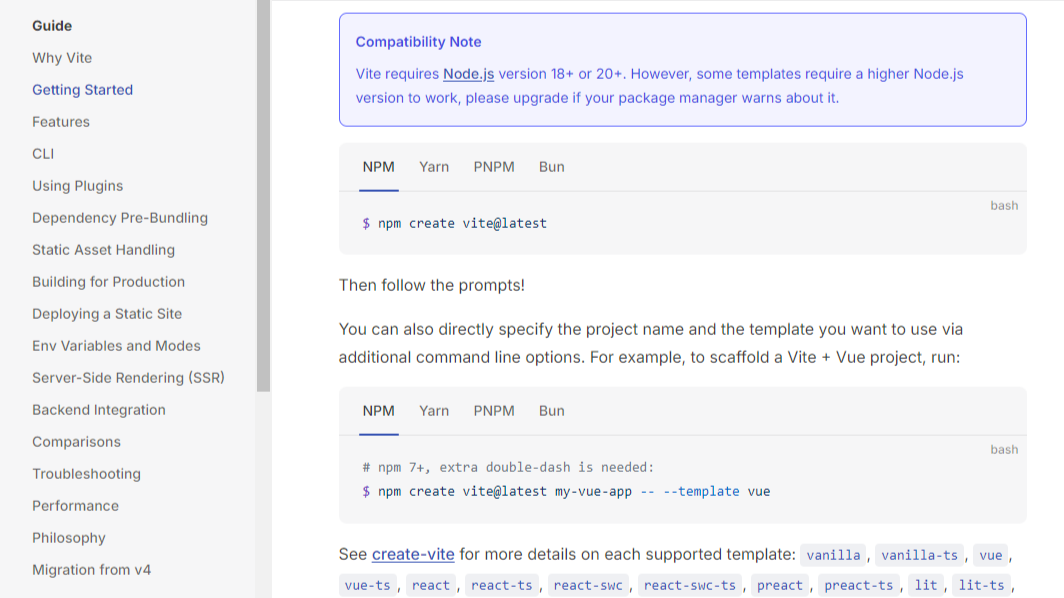 Guide
Why Vite
Getting Started
Features
CLI
Using Plugins
Dependency Pre-Bundling
Static Asset Handling
Building for Production
Deploying a Static Site
Env Variables and Modes
Server-Side Rendering (SSR)
Backend Integration
Comparisons
Troubleshooting
Performance
Philosophy
Migration from v4
Compatibility Note
Vite requires Node.js version 18+ or 20+. However, some templates require a higher Node.js
version to work, please upgrade if your package manager warns about it.
NPM Yarn PNPM Bun
bash
$ npm create vite@latest
Then follow the prompts!
You can also directly specify the project name and the template you want to use via
additional command line options. For example, to scaffold a Vite + Vue project, run:
NPM Yarn PNPM Bun
bash
# npm 7+, extra double-dash is needed:
$ npm create vite@latest my-vue-app -- --template vue
See create-vite for more details on each supported template: vanilla, vanilla-ts, vue,
vue-ts, react, react-ts, react-swc, react-swc-ts, preact, preact-ts, lit, lit-ts,